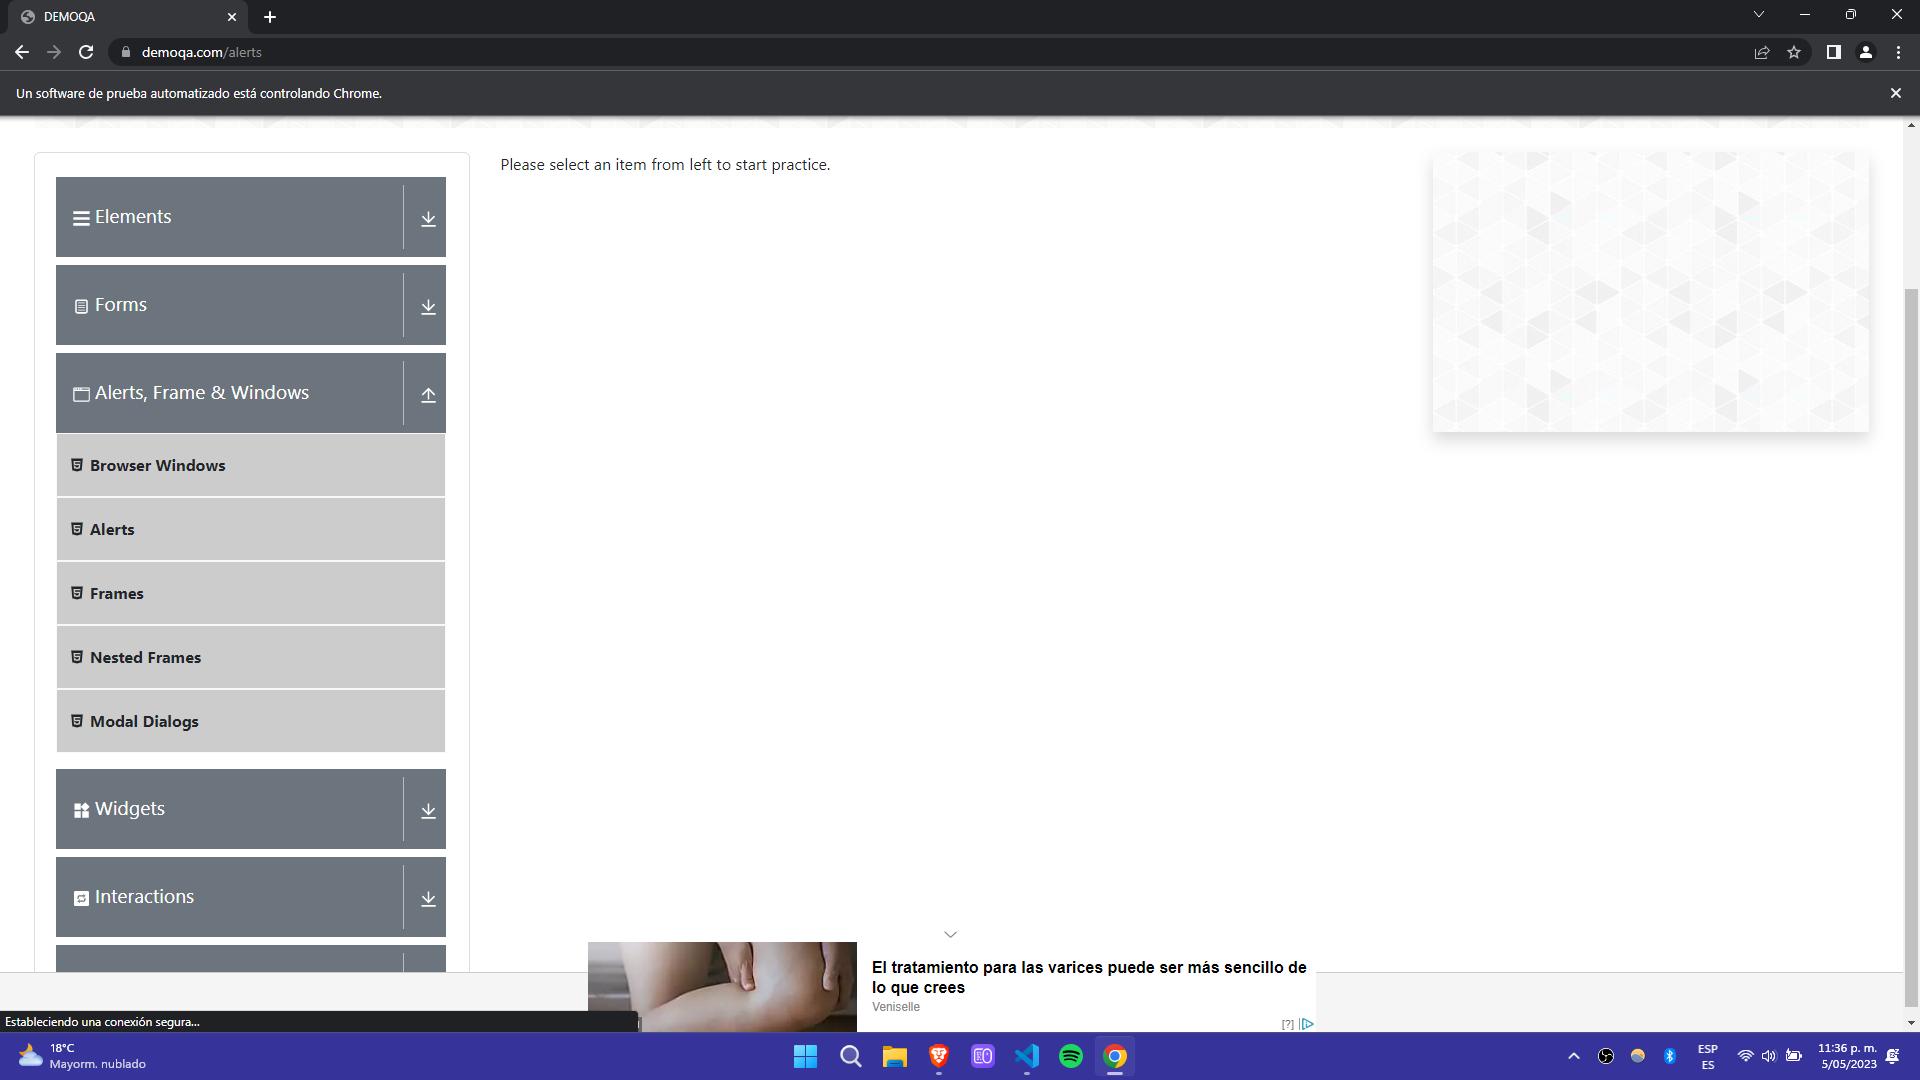 DEMOQA
demoqa.com/alerts
Un software de prueba automatizado está controlando Chrome.
Please select an item from left to start practice.
Elements
Forms
Alerts, Frame & Windows
Browser Windows
Alerts
Frames
Nested Frames
Modal Dialogs
Widgets
Interactions
El tratamiento para las varices puede ser más sencillo de
lo que crees
Veniselle
[?]
Estableciendo una conexión segura...
18°C
Mayorm. nublado
ESP
ES
11:36 p. m.
5/05/2023